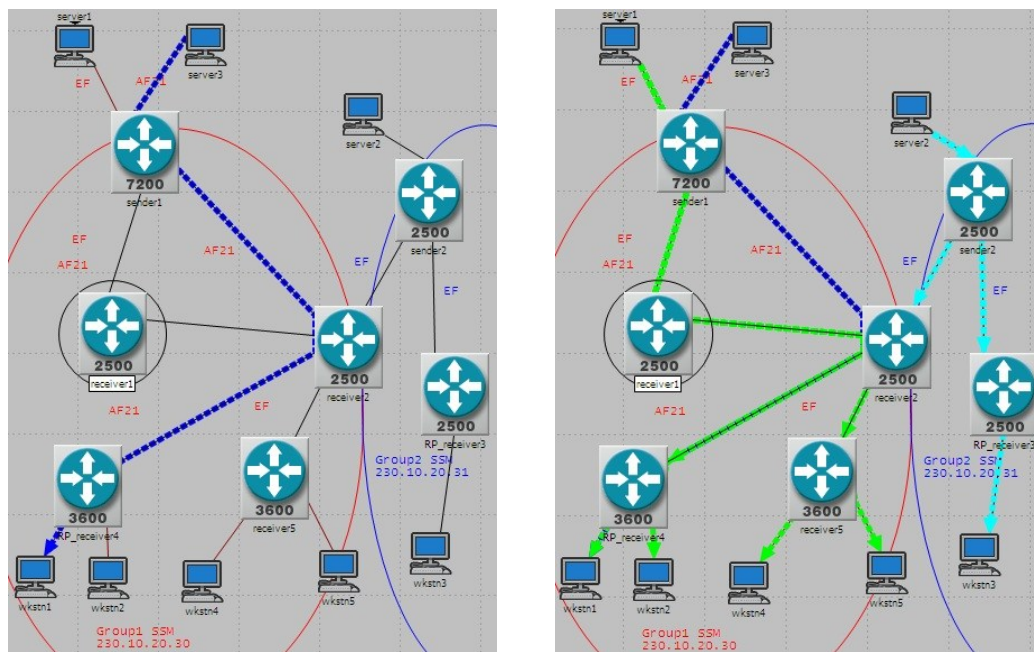 server1
server3
EF
AF21
server2
7200
sender1
2500
sender2
EF
AF21
AF21
EF
EF
2500
receiver1
2500
receiver2
2500
RP_receiver3
AF21
EF
Group2 SSM
230.10.20.31
3600
RP_receiver4
3600
receiver5
wkstn1
wkstn2
wkstn4
wkstn5
wkstn3
Group1 SSM
230.10.20.30
server1
server3
EF
AF21
server2
7200
sender1
2500
sender2
EF
AF21
AF21
EF
EF
2500
receiver1
2500
receiver2
2500
RP_receiver3
AF21
EF
Group2 SSM
230.10.20.31
3600
RP_receiver4
3600
receiver5
wkstn1
wkstn2
wkstn4
wkstn5
wkstn3
Group1 SSM
230.10.20.30